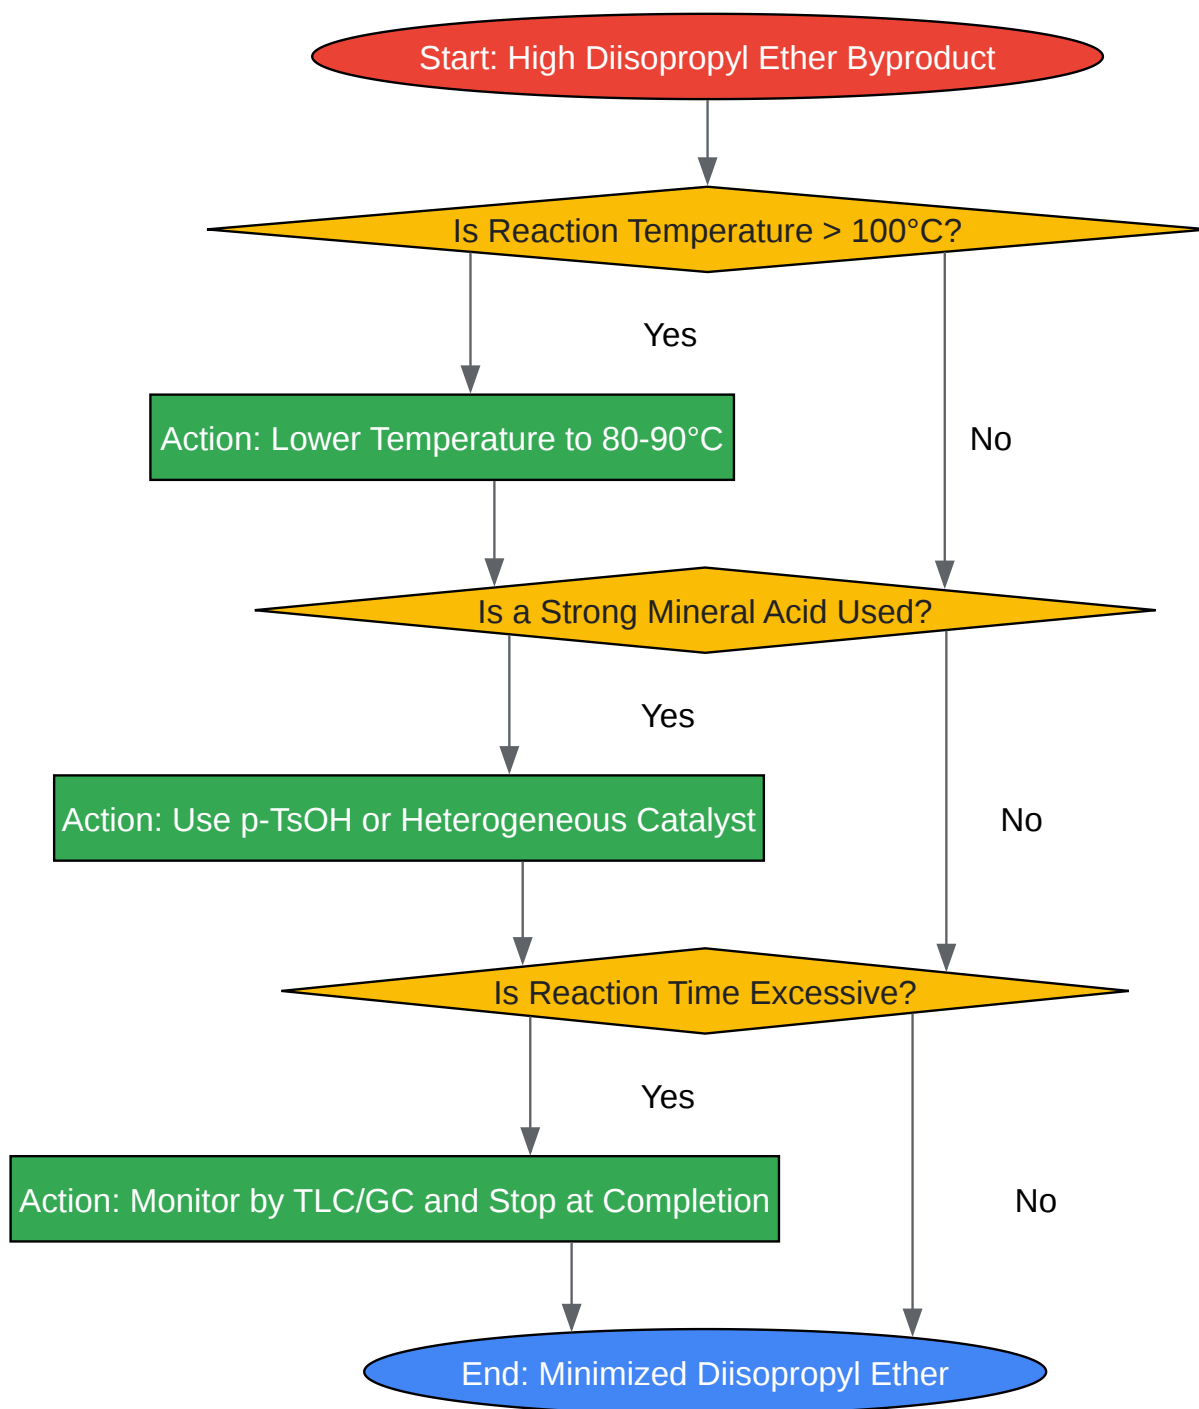 Start: High Diisopropyl Ether Byproduct
Is Reaction Temperature > 100°C?
Yes
Action: Lower Temperature to 80-90°C
No
Is a Strong Mineral Acid Used?
Yes
Action: Use p-TsOH or Heterogeneous Catalyst
No
Is Reaction Time Excessive?
Yes
Action: Monitor by TLC/GC and Stop at Completion
No
End: Minimized Diisopropyl Ether